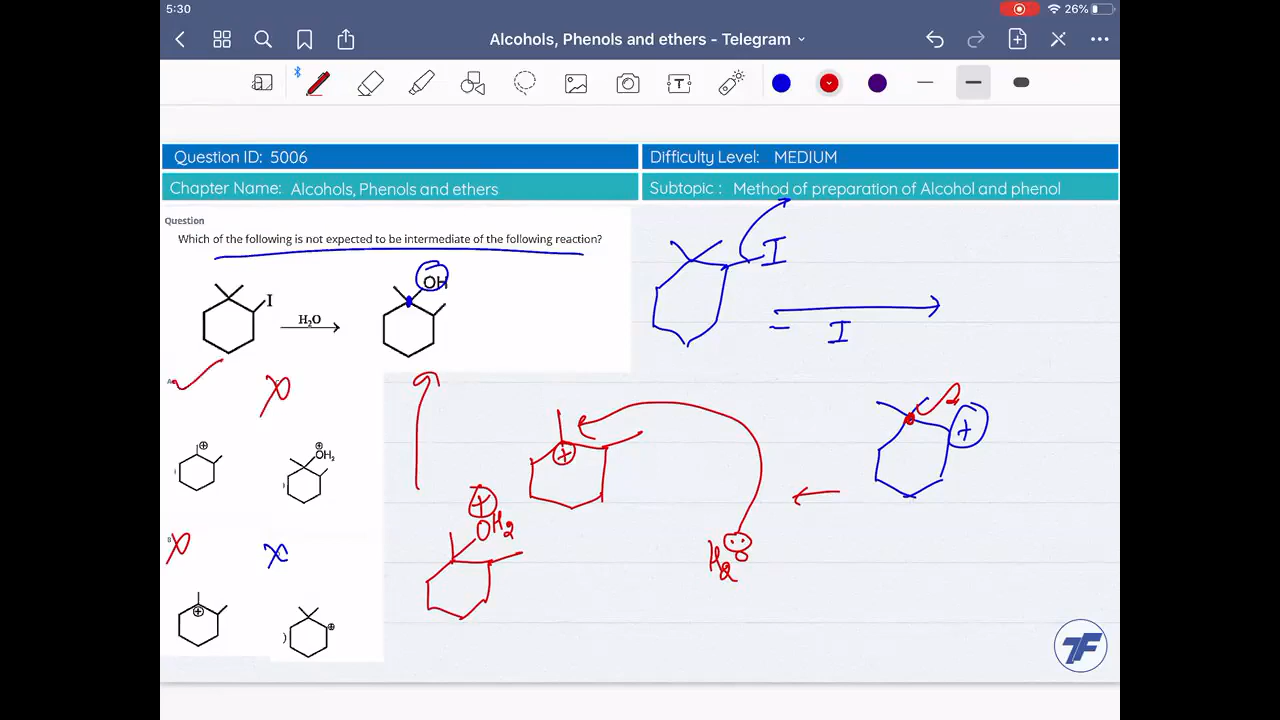 5:30
26%
Alcohols, Phenols and ethers - Telegram
T
Question ID: 5006
Difficulty Level: MEDIUM
Chapter Name: Alcohols, Phenols and ethers
Subtopic : Method of preparation of Alcohol and phenol
Question
Which of the following is not expected to be intermediate of the following reaction?
I
H₂O
OH
I
I
+
⊕
⊕
OH₂
+
+
OH₂
H₂O
B
⊕
⊕
)
TF